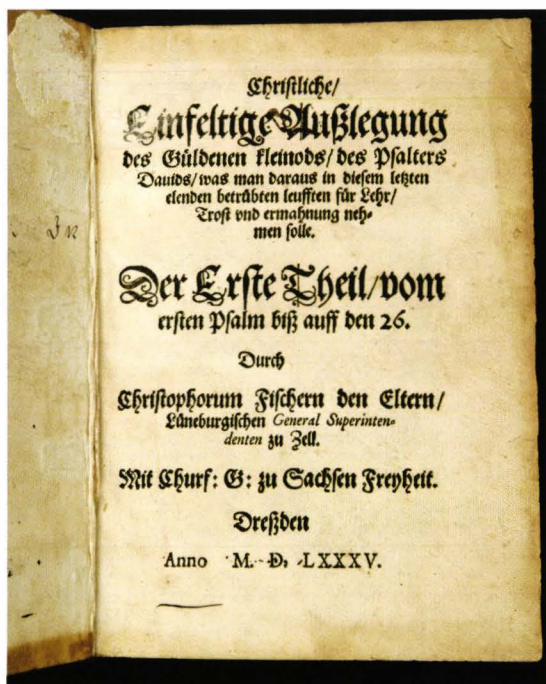 Christliche/
Einfeltige Außlegung
des Güldenen kleinods/ des Psalters
Dauids/ was man daraus in diesem letzten
elenden betrübten leufften für Lehr/
Trost vnd ermahnung neh-
men solle.
Der Erste Theil/ vom
ersten Psalm biß auff den 26.
Durch
Christophorum Fischern den Eltern/
Lüneburgischen General Superinten-
denten zu Zell.
Mit Churf: G: zu Sachsen Freyheit.
Dreßden
Anno M. D. LXXXV.